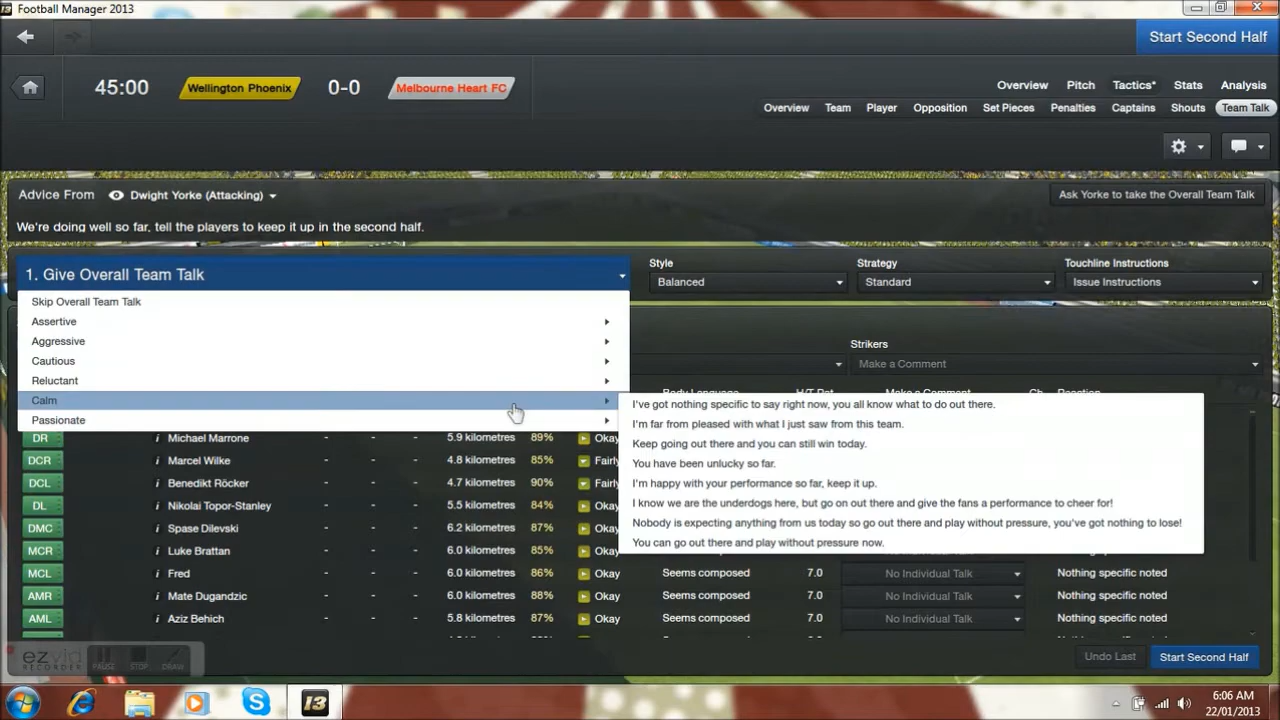 Football Manager 2013
Start Second Half
45:00 Wellington Phoenix 0-0 Melbourne Heart FC
Overview Pitch Tactics* Stats Analysis
Overview Team Player Opposition Set Pieces Penalties Captains Shouts Team Talk
Advice From Dwight Yorke (Attacking) Ask Yorke to take the Overall Team Talk
We're doing well so far, tell the players to keep it up in the second half.
1. Give Overall Team Talk
Style Strategy Touchline Instructions
Balanced Standard Issue Instructions
Skip Overall Team Talk
Assertive
Aggressive
Cautious
Reluctant
Calm
Passionate
Strikers
Make a Comment
I've got nothing specific to say right now, you all know what to do out there.
I'm far from pleased with what I just saw from this team.
Keep going out there and you can still win today.
You have been unlucky so far.
I'm happy with your performance so far, keep it up.
I know we are the underdogs here, but go on out there and give the fans a performance to cheer for!
Nobody is expecting anything from us today so go out there and play without pressure, you've got nothing to lose!
You can go out there and play without pressure now.
DR i Michael Marrone - - - 5.9 kilometres 89% Okay
DCR i Marcel Wilke - - - 4.8 kilometres 85% Fairly
DCL i Benedikt Röcker - - - 4.7 kilometres 90% Fairly
DL i Nikolai Topor-Stanley - - - 5.5 kilometres 84% Okay
DMC i Spase Dilevski - - - 6.2 kilometres 87% Okay
MCR i Luke Brattan - - - 6.0 kilometres 85% Okay
MCL i Fred - - - 6.0 kilometres 86% Okay Seems composed 7.0 No Individual Talk Nothing specific noted
AMR i Mate Dugandzic - - - 6.0 kilometres 88% Okay Seems composed 7.0 No Individual Talk Nothing specific noted
AML i Aziz Behich - - - 5.8 kilometres 87% Okay Seems composed 7.0 No Individual Talk Nothing specific noted
ezvid
RECORDER PAUSE STOP DRAW
Undo Last Start Second Half
13
6:06 AM
22/01/2013